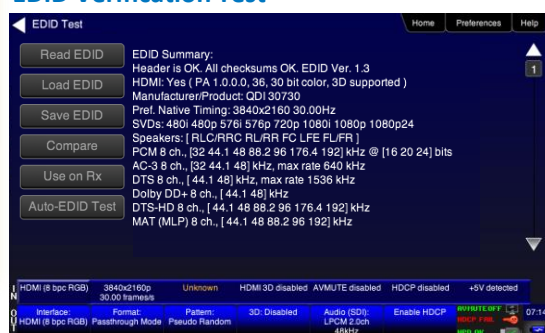 EDID Verification Test
EDID Test
Home Preferences Help
Read EDID
Load EDID
Save EDID
Compare
Use on Rx
Auto-EDID Test
EDID Summary:
Header is OK. All checksums OK. EDID Ver. 1.3
HDMI: Yes ( PA 1.0.0.0, 36, 30 bit color, 3D supported )
Manufacturer/Product: QDI 30730
Pref. Native Timing: 3840x2160 30.00Hz
SVDs: 480i 480p 576i 576p 720p 1080i 1080p 1080p24
Speakers: [ RLC/RRC RL/RR FC LFE FL/FR ]
PCM 8 ch., [32 44.1 48 88.2 96 176.4 192] kHz @ [16 20 24] bits
AC-3 8 ch., [32 44.1 48] kHz, max rate 640 kHz
DTS 8 ch., [ 44.1 48] kHz, max rate 1536 kHz
Dolby DD+ 8 ch., [ 44.1 48] kHz
DTS-HD 8 ch., [ 44.1 48 88.2 96 176.4 192] kHz
MAT (MLP) 8 ch., [ 44.1 48 88.2 96 192] kHz
1
IN HDMI (8 bpc RGB) 3840x2160p 30.00 frames/s Unknown HDMI 3D disabled AVMUTE disabled HDCP disabled +5V detected
OUT Interface: HDMI (8 bpc RGB) Format: Passthrough Mode Pattern: Pseudo Random 3D: Disabled Audio (SDI): LPCM 2.0ch 48kHz Enable HDCP AVMUTE OFF HDCP FAIL 07:14